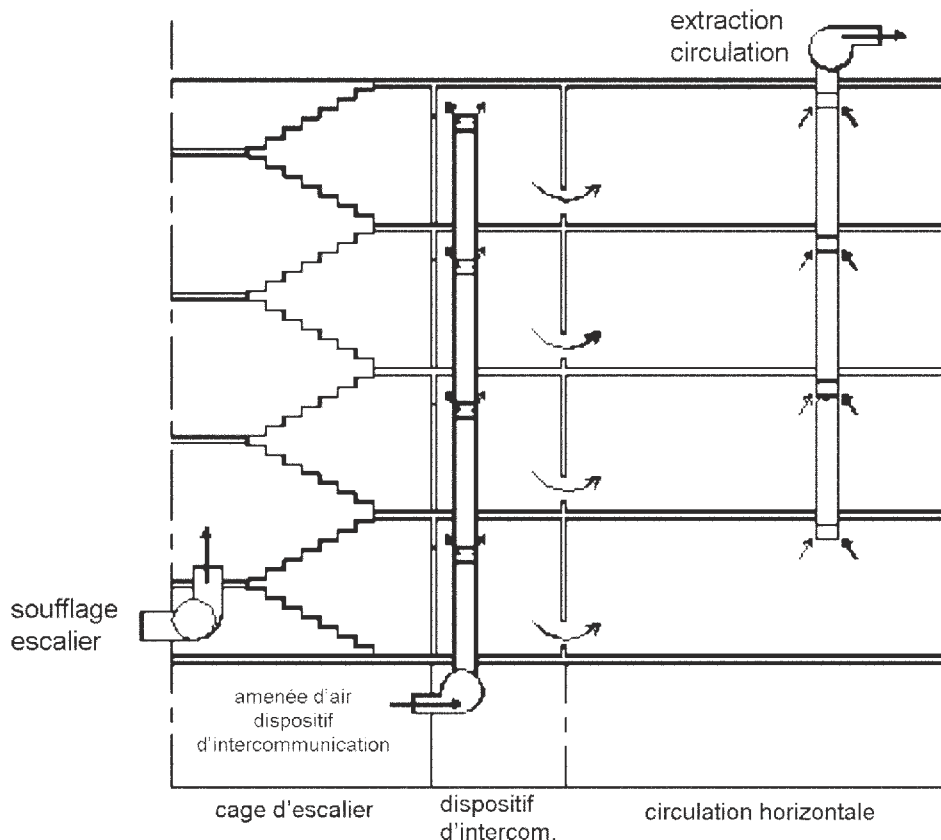 extraction
circulation
soufflage
escalier
amenée d'air
dispositif
d'intercommunication
cage d'escalier
dispositif
d'intercom.
circulation horizontale